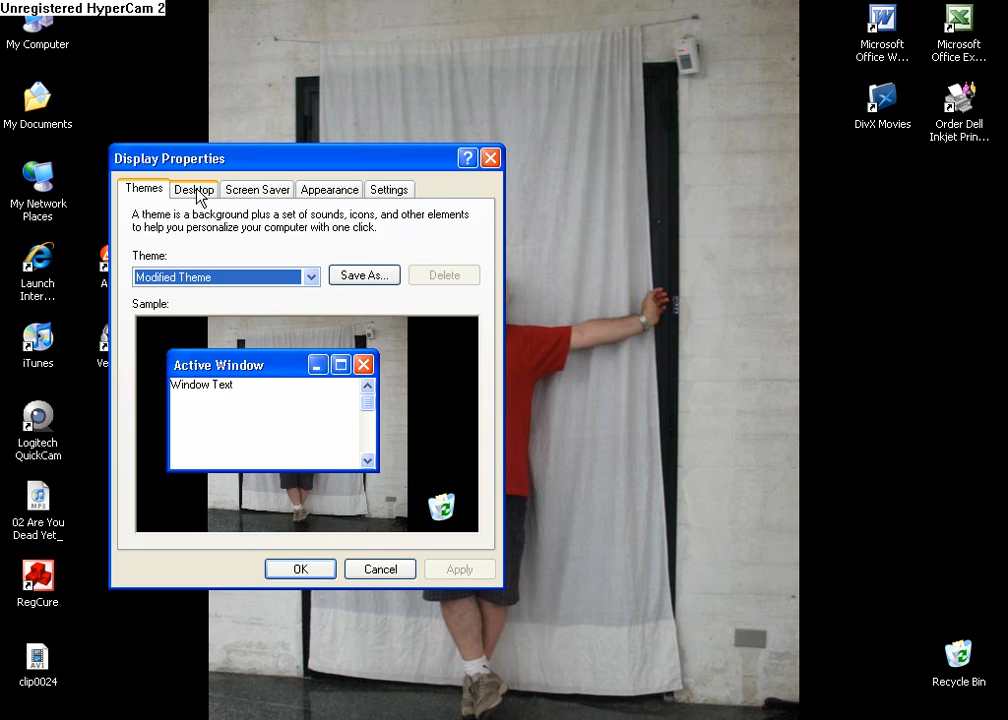 Unregistered HyperCam 2
My Computer
My Documents
My Network
Places
Launch
Inter...
iTunes
Logitech
QuickCam
02 Are You
Dead Yet_
RegCure
clip0024
Microsoft
Office W...
Microsoft
Office Ex...
DivX Movies
Order Dell
Inkjet Prin...
Recycle Bin
Display Properties
Themes
Desktop
Screen Saver
Appearance
Settings
A theme is a background plus a set of sounds, icons, and other elements
to help you personalize your computer with one click.
Theme:
Modified Theme
Save As...
Delete
Sample:
Active Window
Window Text
OK
Cancel
Apply
MP3
AVI